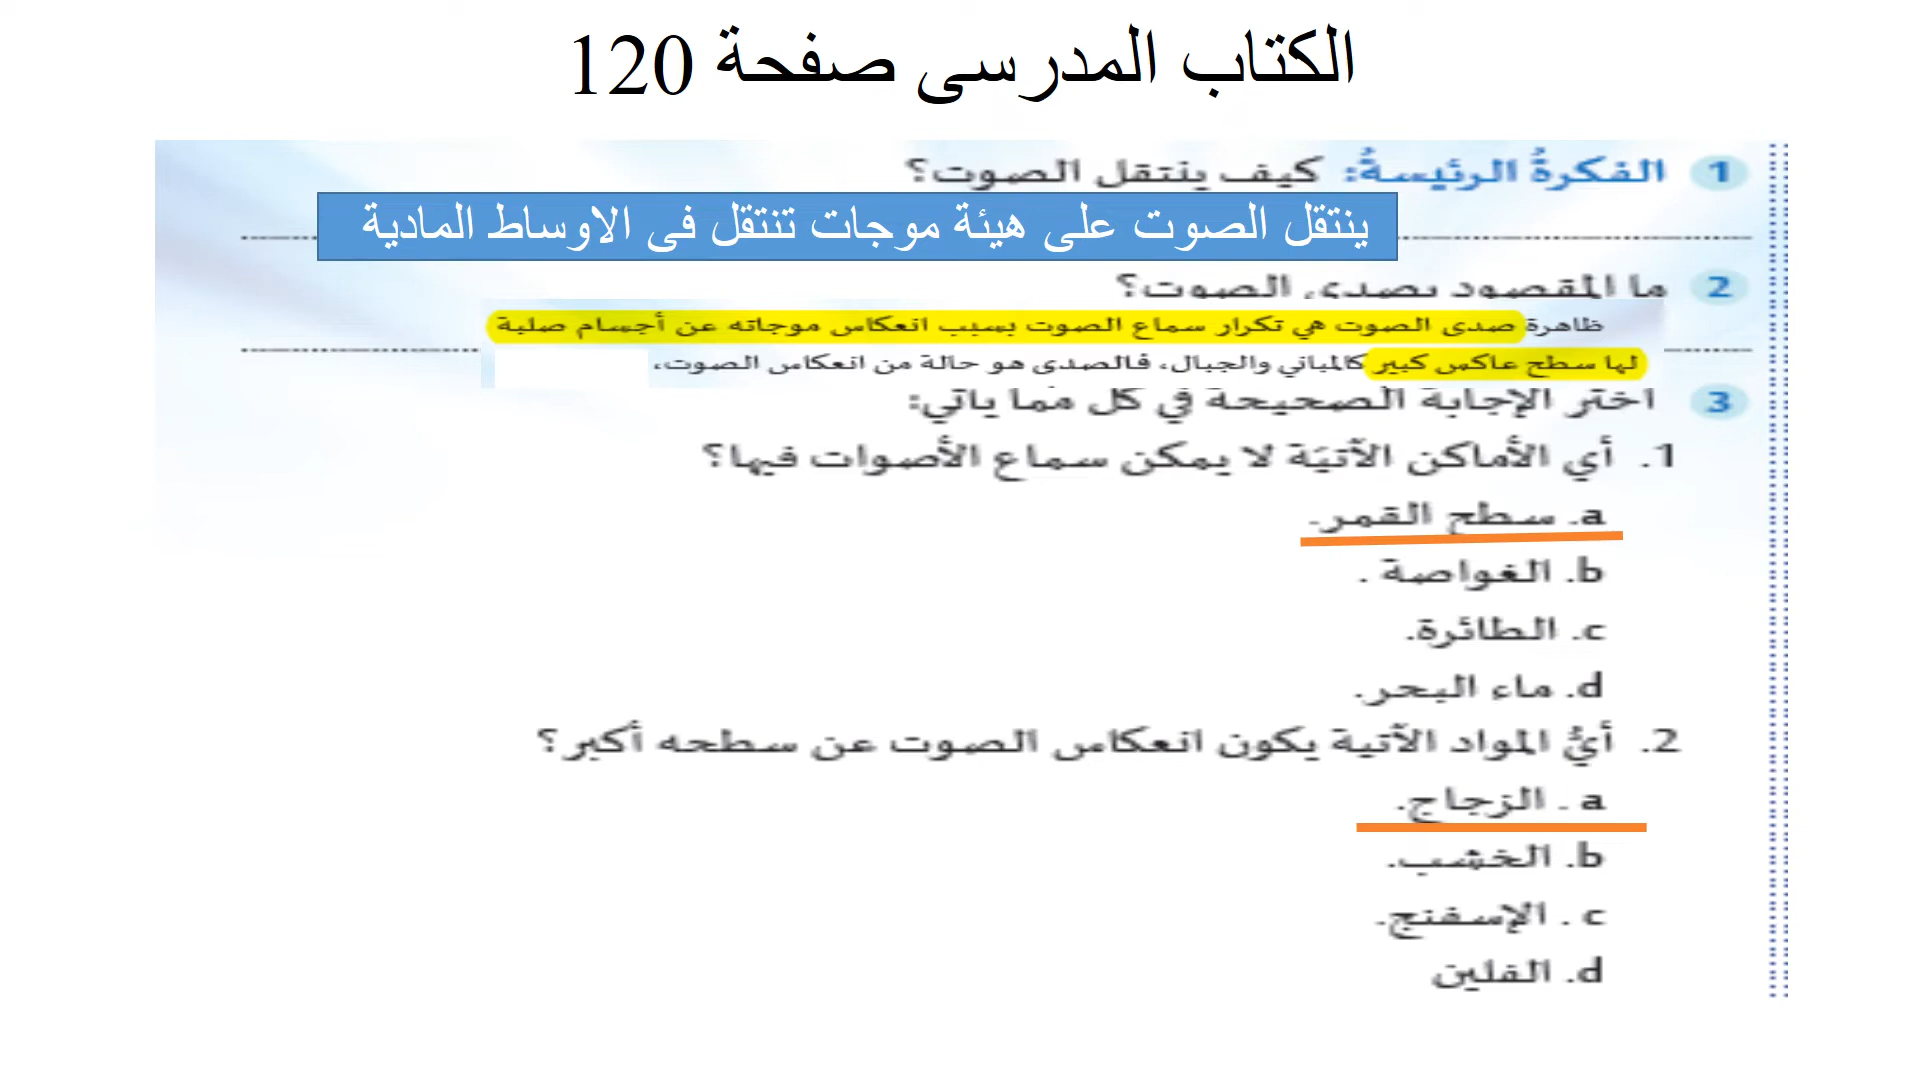 الكتاب المدرسى صفحة 120
1 الفكرةُ الرئيسةُ: كيف ينتقل الصوت؟
ينتقل الصوت على هيئة موجات تنتقل فى الاوساط المادية
2 ما المقصود بصدى الصوت؟
ظاهرة صدى الصوت هي تكرار سماع الصوت بسبب انعكاس موجاته عن أجسام صلبة
لها سطح عاكس كبير كالمباني والجبال، فالصدى هو حالة من انعكاس الصوت،
3 اختر الإجابة الصحيحة في كل مما يأتي:
1. أي الأماكن الآتيَة لا يمكن سماع الأصوات فيها؟
a. سطح القمر.
b. الغواصة .
c. الطائرة.
d. ماء البحر.
2. أيُّ المواد الآتية يكون انعكاس الصوت عن سطحه أكبر؟
a . الزجاج.
b. الخشب.
c . الإسفنج.
d. الفلين